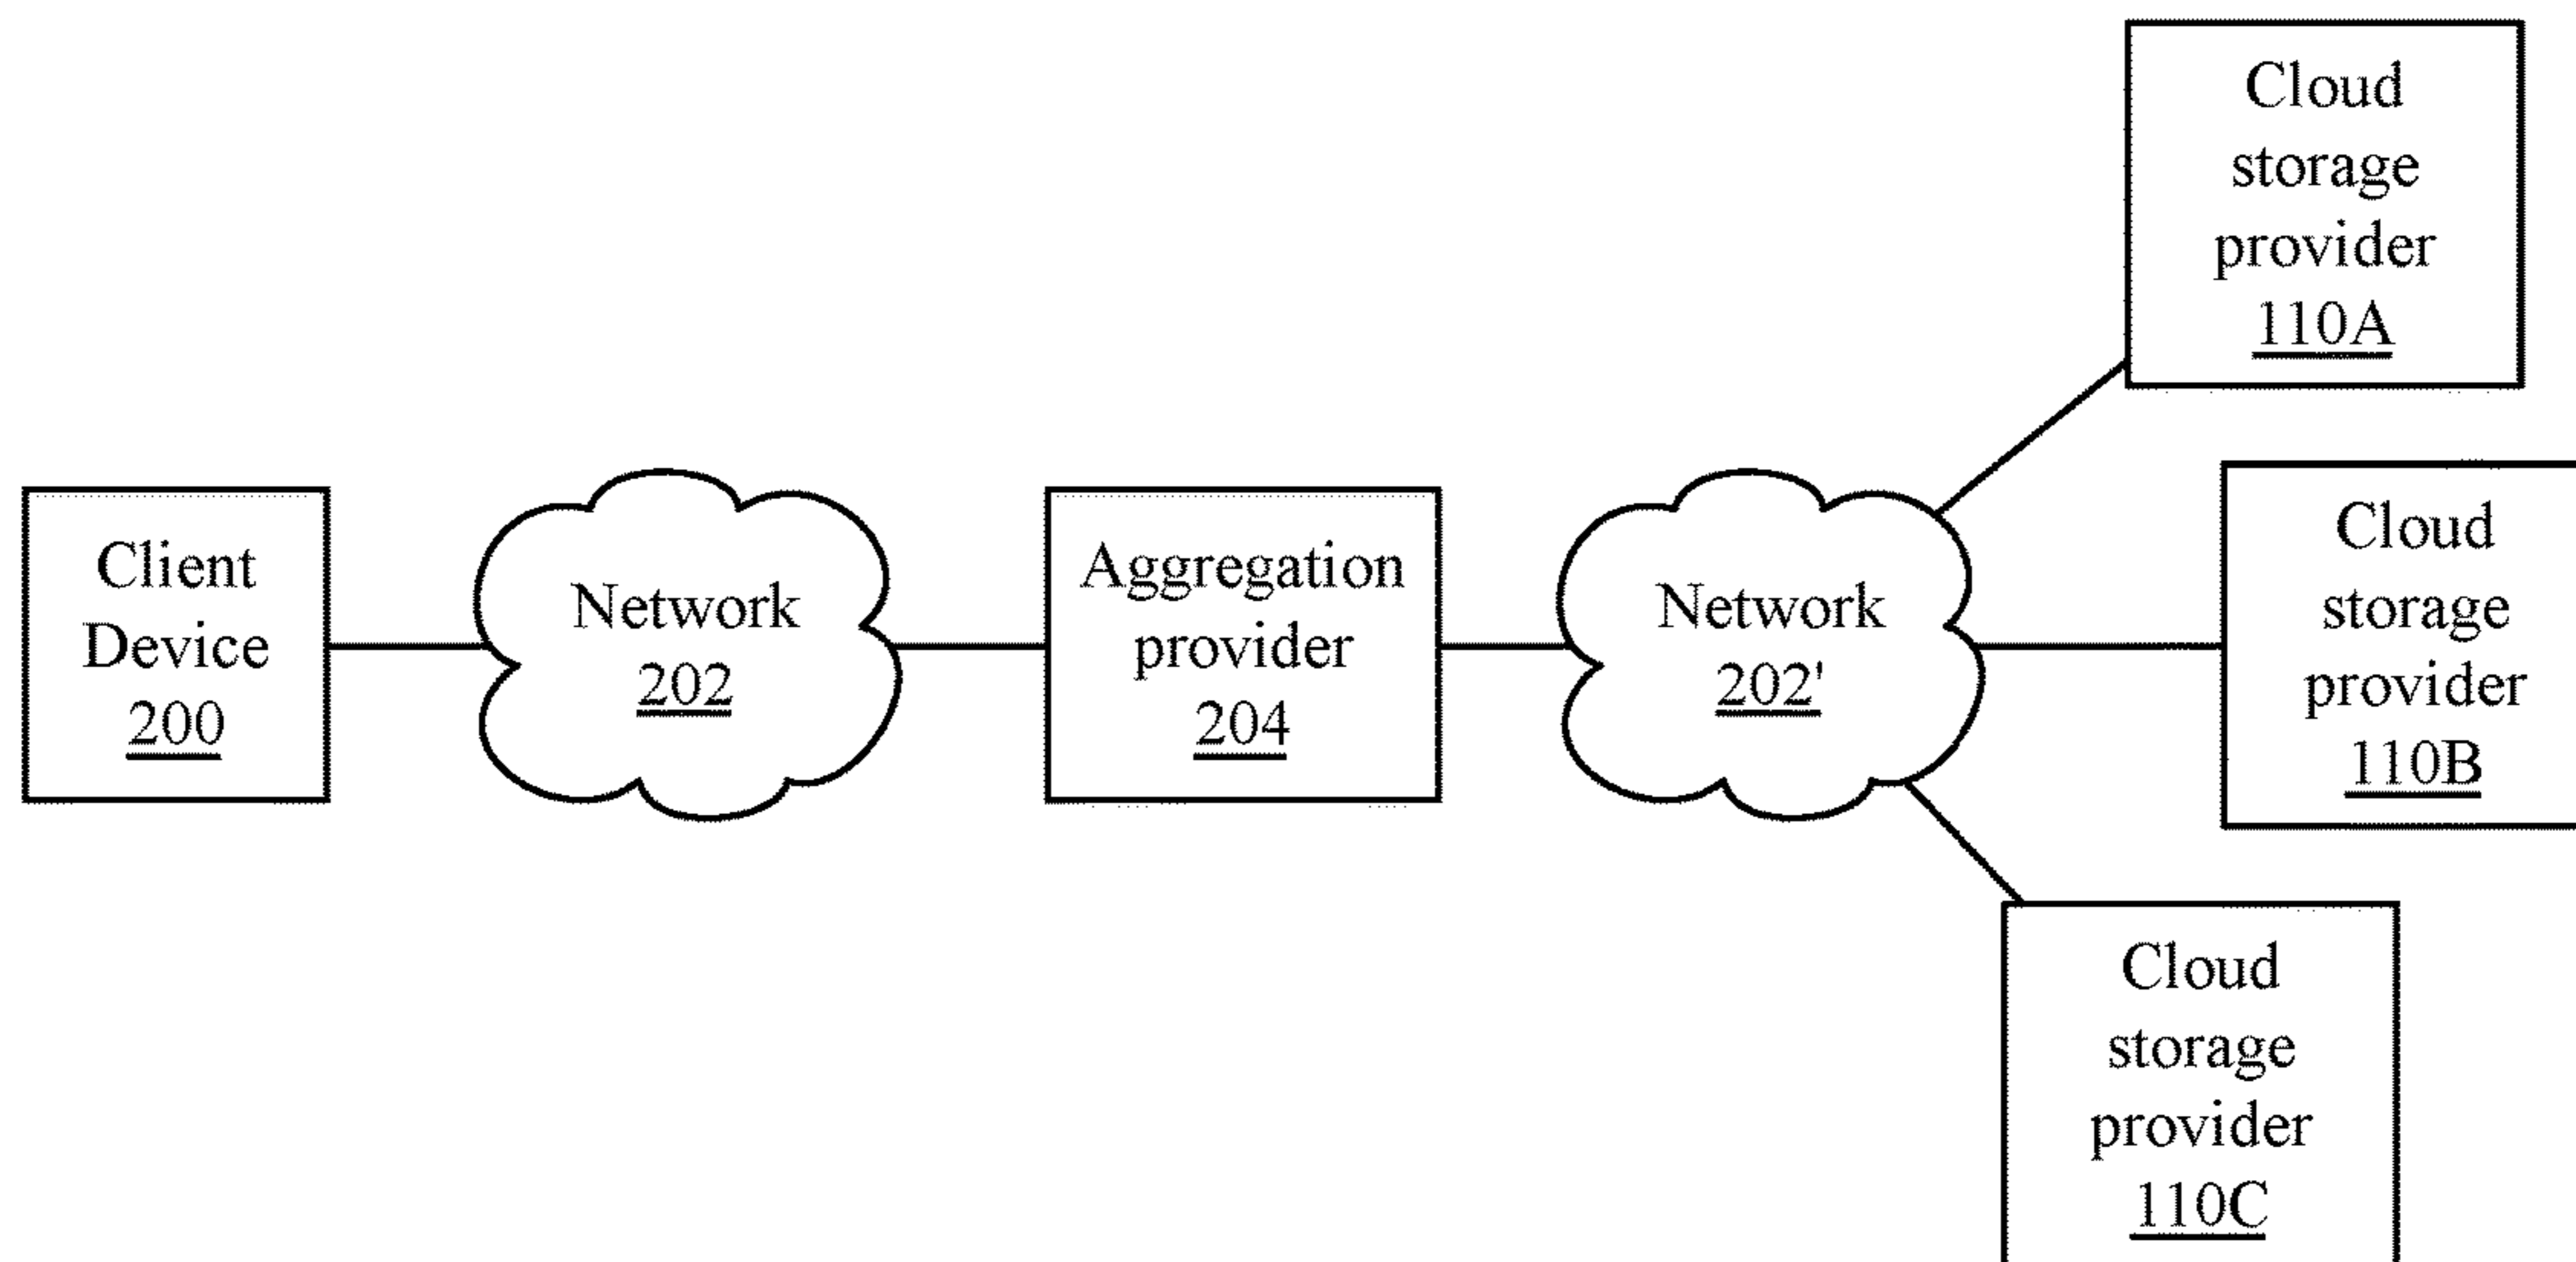 Client
Device
200
Network
202
Aggregation
provider
204
Network
202'
Cloud
storage
provider
110A
Cloud
storage
provider
110B
Cloud
storage
provider
110C